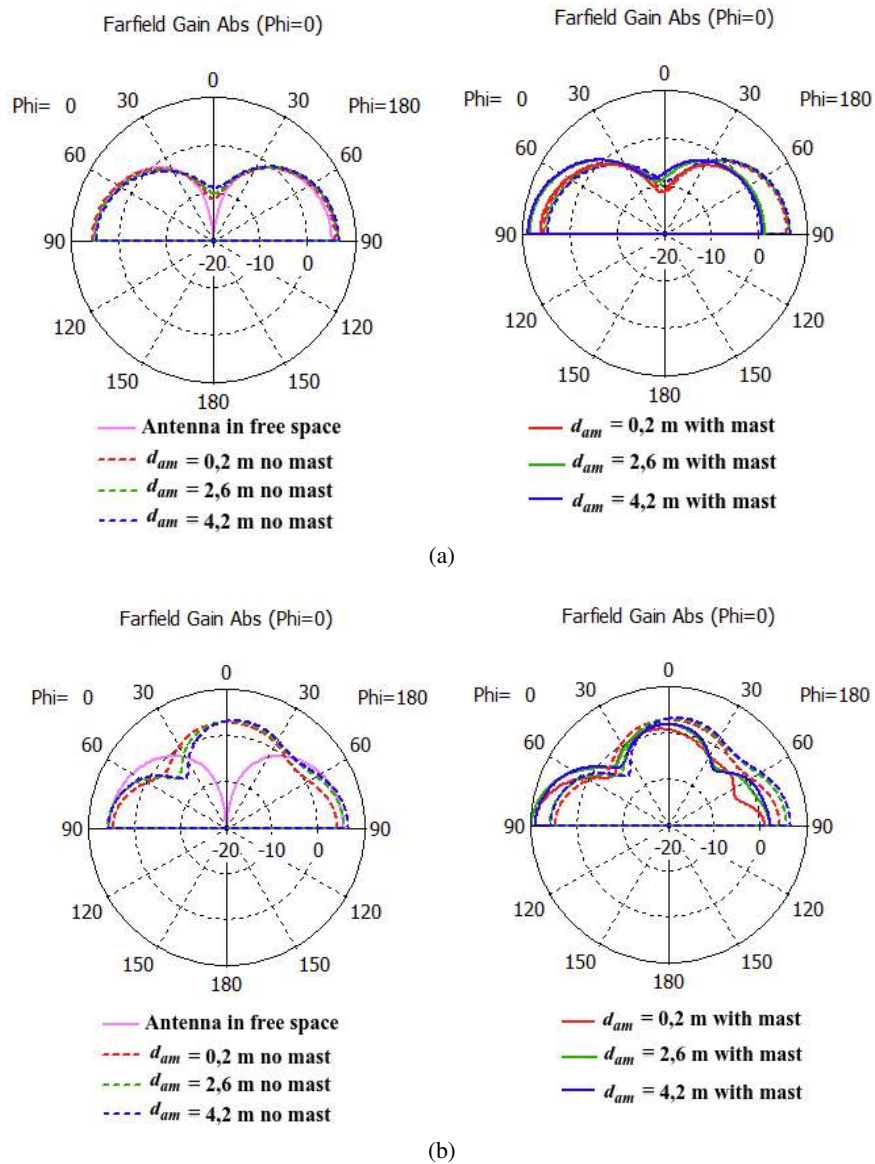 Farfield Gain Abs (Phi=0)
Phi= 0 30 0 30 Phi=180
60 60
90 -20 -10 0 90
120 120
150 180 150
Antenna in free space
d_am = 0,2 m no mast
d_am = 2,6 m no mast
d_am = 4,2 m no mast
Farfield Gain Abs (Phi=0)
Phi= 0 30 0 30 Phi=180
60 60
90 -20 -10 0 90
120 120
150 180 150
d_am = 0,2 m with mast
d_am = 2,6 m with mast
d_am = 4,2 m with mast
(a)
Farfield Gain Abs (Phi=0)
Phi= 0 30 0 30 Phi=180
60 60
90 -20 -10 0 90
120 120
150 180 150
Antenna in free space
d_am = 0,2 m no mast
d_am = 2,6 m no mast
d_am = 4,2 m no mast
Farfield Gain Abs (Phi=0)
Phi= 0 30 0 30 Phi=180
60 60
90 -20 -10 0 90
120 120
150 180 150
d_am = 0,2 m with mast
d_am = 2,6 m with mast
d_am = 4,2 m with mast
(b)